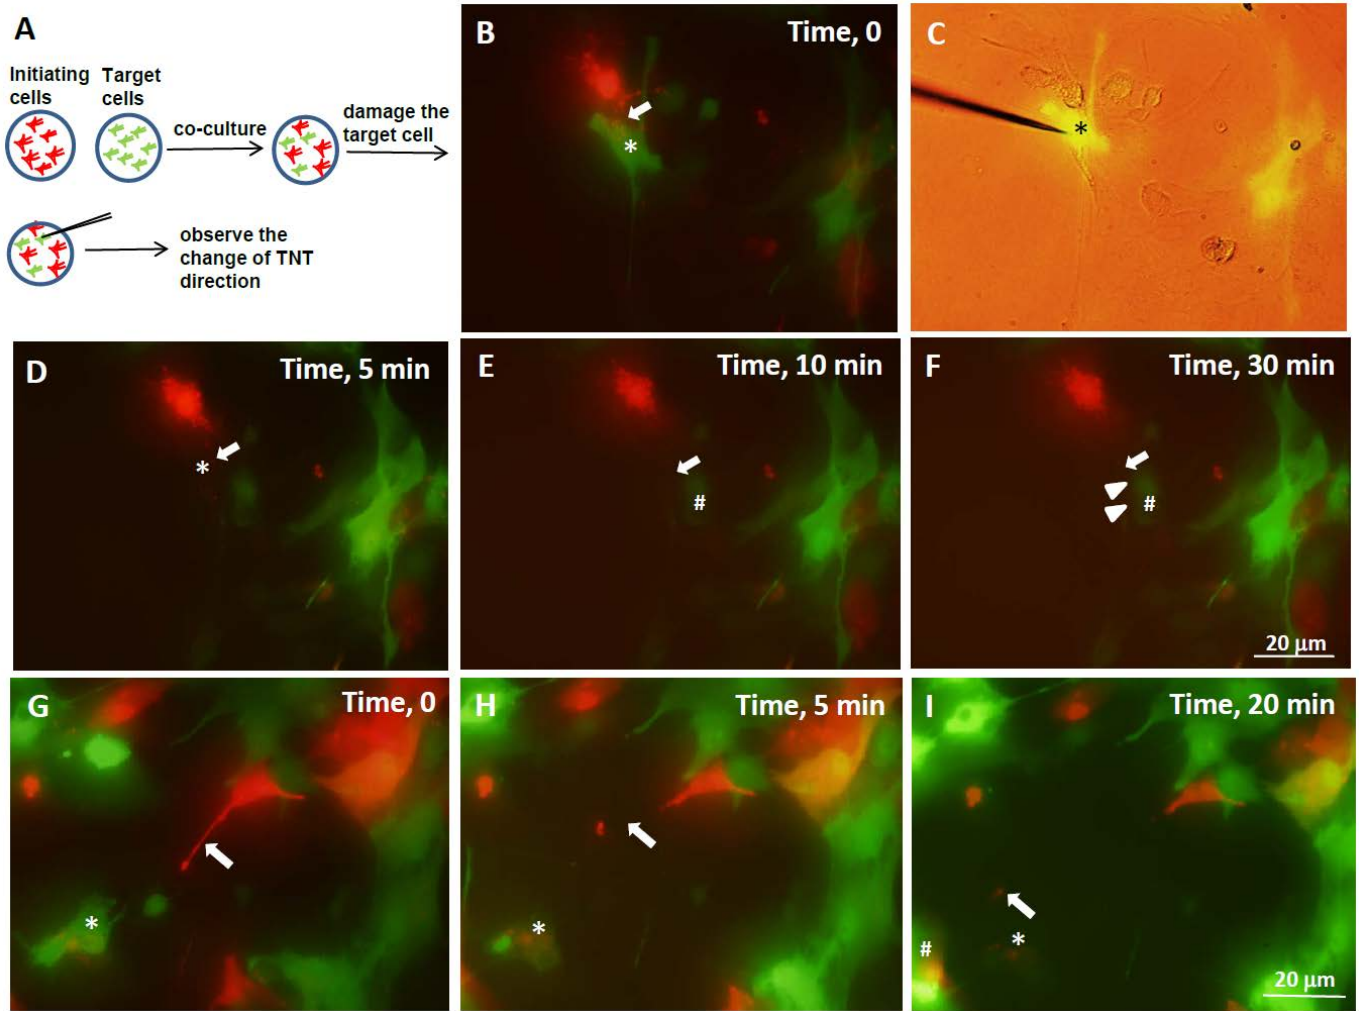 A
Initiating
cells
Target
cells
co-culture
damage the
target cell
observe the
change of TNT
direction
B
Time, 0
*
C
*
D
Time, 5 min
*
E
Time, 10 min
#
F
Time, 30 min
#
20 µm
G
Time, 0
*
H
Time, 5 min
*
I
Time, 20 min
*
#
20 µm